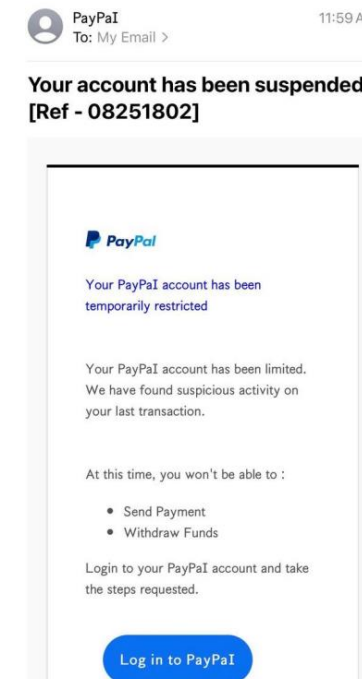 PayPaI
11:59 A
To: My Email >
Your account has been suspended
[Ref - 08251802]
PayPal
Your PayPaI account has been
temporarily restricted
Your PayPaI account has been limited.
We have found suspicious activity on
your last transaction.
At this time, you won't be able to :
• Send Payment
• Withdraw Funds
Login to your PayPaI account and take
the steps requested.
Log in to PayPaI